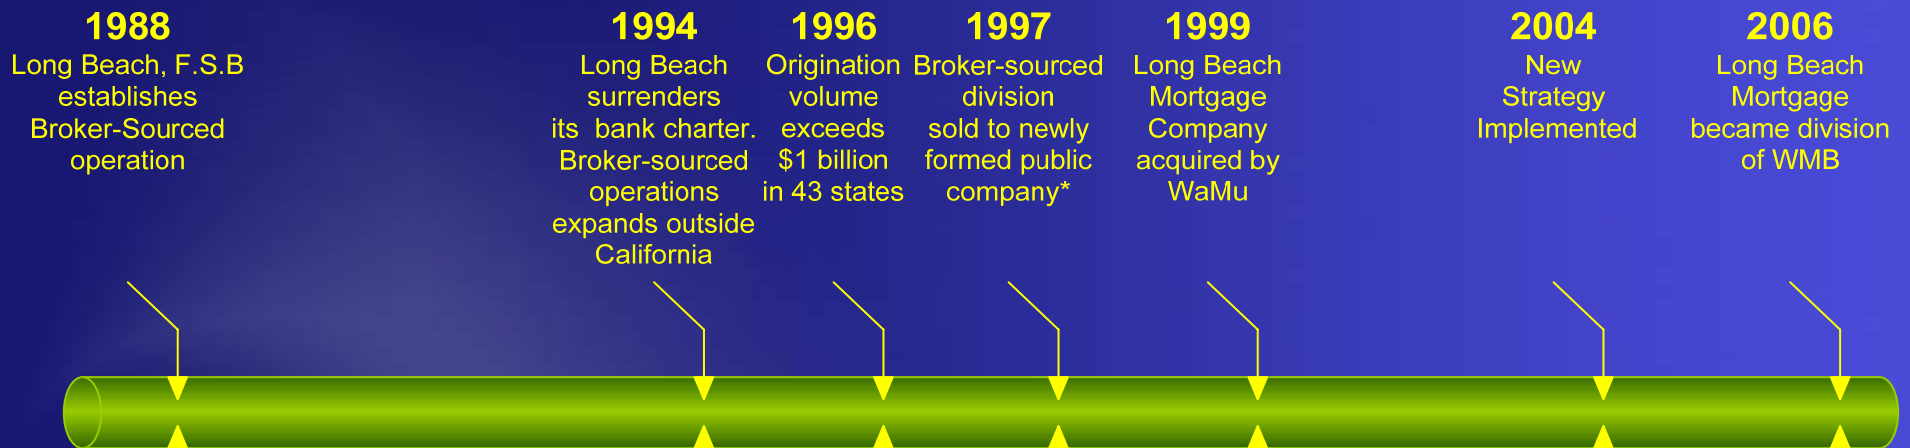 1988
Long Beach, F.S.B
establishes
Broker-Sourced
operation
1994
Long Beach
surrenders
its  bank charter.
Broker-sourced
operations
expands outside
California
1996
Origination
volume
exceeds
$1 billion
in 43 states
1997
Broker-sourced
division
sold to newly
formed public
company*
1999
Long Beach
Mortgage
Company
acquired by
WaMu
2004
New
Strategy
Implemented
2006
Long Beach
Mortgage
became division
of WMB